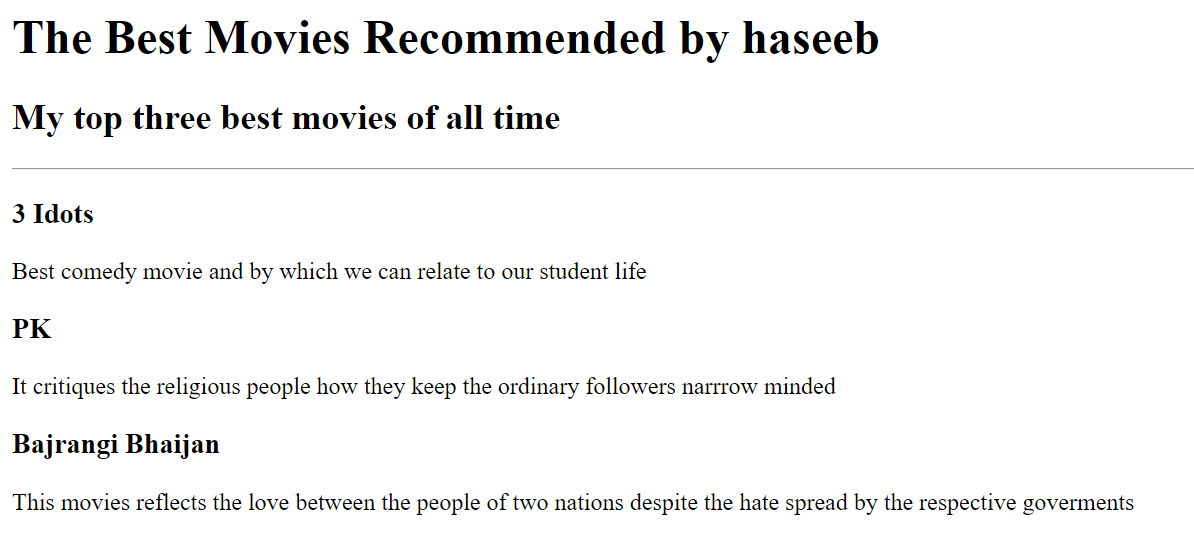 The Best Movies Recommended by haseeb
My top three best movies of all time
3 Idots
Best comedy movie and by which we can relate to our student life
PK
It critiques the religious people how they keep the ordinary followers narrrow minded
Bajrangi Bhaijan
This movies reflects the love between the people of two nations despite the hate spread by the respective goverments